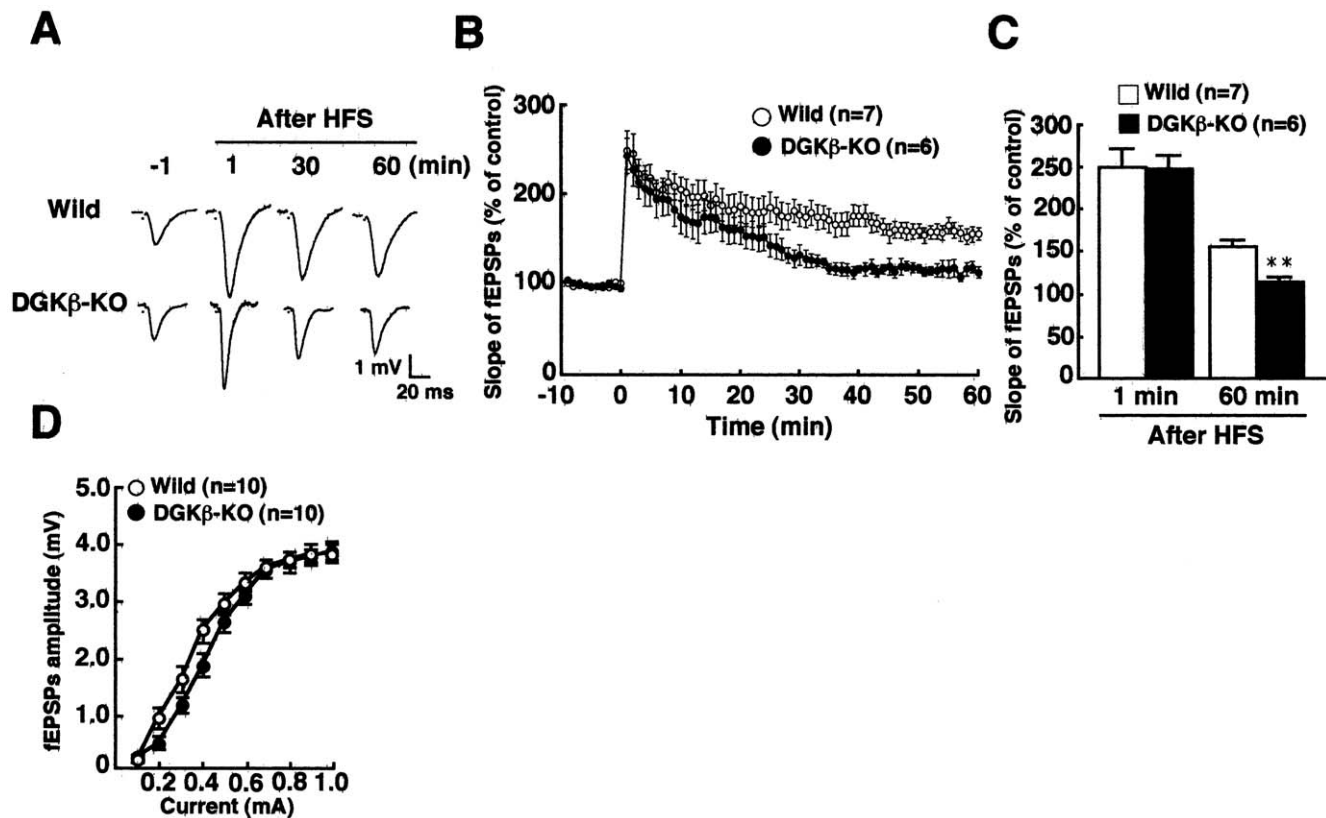 A
After HFS
-1 1 30 60 (min)
Wild
DGKβ-KO
1 mV
20 ms
B
Slope of fEPSPs (% of control)
300
200
100
0
Wild (n=7)
DGKβ-KO (n=6)
-10 0 10 20 30 40 50 60
Time (min)
C
Slope of fEPSPs (% of control)
Wild (n=7)
DGKβ-KO (n=6)
300
250
200
150
100
50
0
**
1 min 60 min
After HFS
D
fEPSPs amplitude (mV)
Wild (n=10)
DGKβ-KO (n=10)
5.0
4.0
3.0
2.0
1.0
0
0.2 0.4 0.6 0.8 1.0
Current (mA)